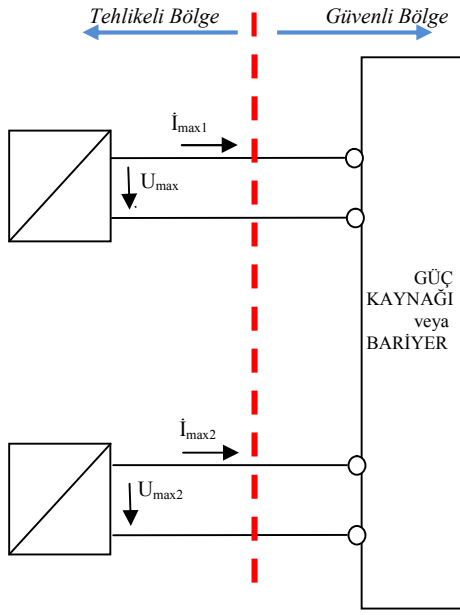 Tehlikeli Bölge
Güvenli Bölge
İmax1
Umax
GÜÇ
KAYNAĞI
veya
BARİYER
İmax2
Umax2